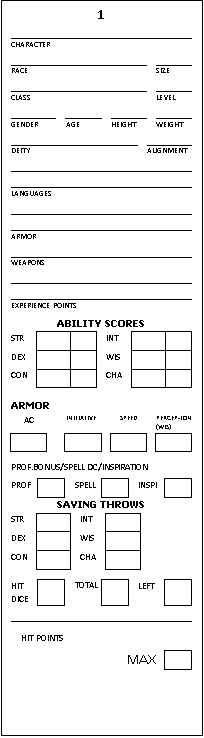 1
CHARACTER
RACE SIZE
CLASS LEVEL
GENDER AGE HEIGHT WEIGHT
DEITY ALIGNMENT
LANGUAGES
ARMOR
WEAPONS
EXPERIENCE POINTS
ABILITY SCORES
STR INT
DEX WIS
CON CHA
ARMOR
AC INITIATIVE SPEED PERCEPTION
(WIS)
PROF.BONUS/SPELL DC/INSPIRATION
PROF SPELL INSPI
SAVING THROWS
STR INT
DEX WIS
CON CHA
HIT TOTAL LEFT
DICE
HIT POINTS
MAX